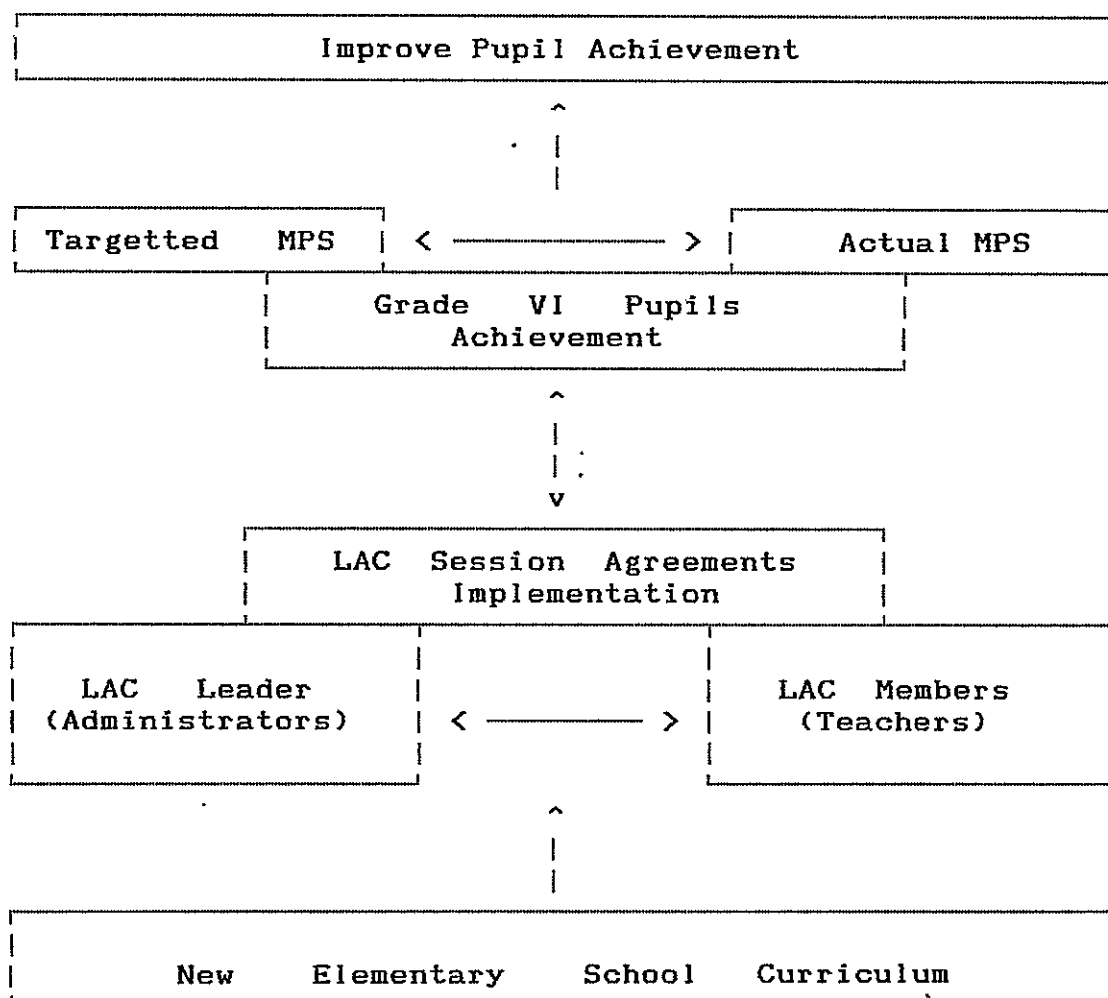 Improve Pupil Achievement
Targetted MPS
Actual MPS
Grade VI Pupils
Achievement
LAC Session Agreements
Implementation
LAC Leader
(Administrators)
LAC Members
(Teachers)
New Elementary School Curriculum